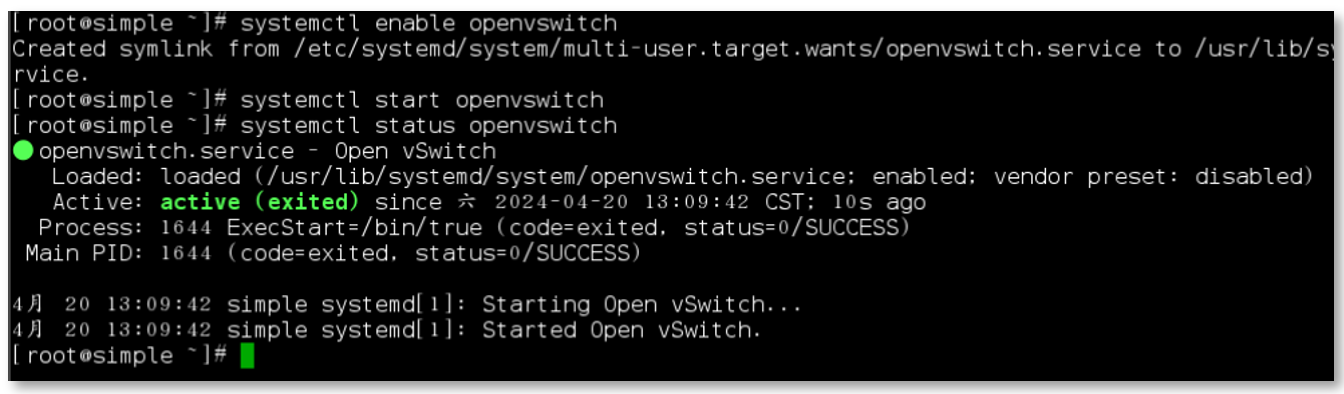 [root@simple ~]# systemctl enable openvswitch
Created symlink from /etc/systemd/system/multi-user.target.wants/openvswitch.service to /usr/lib/sy
rvice.
[root@simple ~]# systemctl start openvswitch
[root@simple ~]# systemctl status openvswitch
● openvswitch.service - Open vSwitch
   Loaded: loaded (/usr/lib/systemd/system/openvswitch.service; enabled; vendor preset: disabled)
   Active: active (exited) since 六 2024-04-20 13:09:42 CST; 10s ago
  Process: 1644 ExecStart=/bin/true (code=exited, status=0/SUCCESS)
 Main PID: 1644 (code=exited, status=0/SUCCESS)

4月 20 13:09:42 simple systemd[1]: Starting Open vSwitch...
4月 20 13:09:42 simple systemd[1]: Started Open vSwitch.
[root@simple ~]#